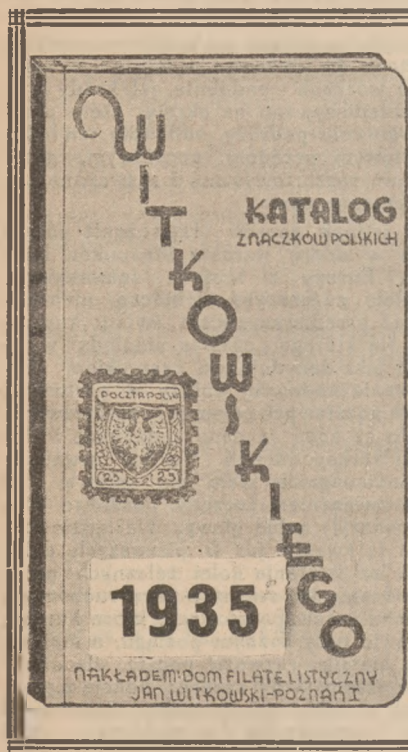 WITKOWSKIEGO
KATALOG
ZNACZKÓW POLSKICH
POCZTA POLSKA
25 25
1935
NAKŁADEM: DOM FILATELISTYCZNY
JAN WITKOWSKI-POZNAŃ I